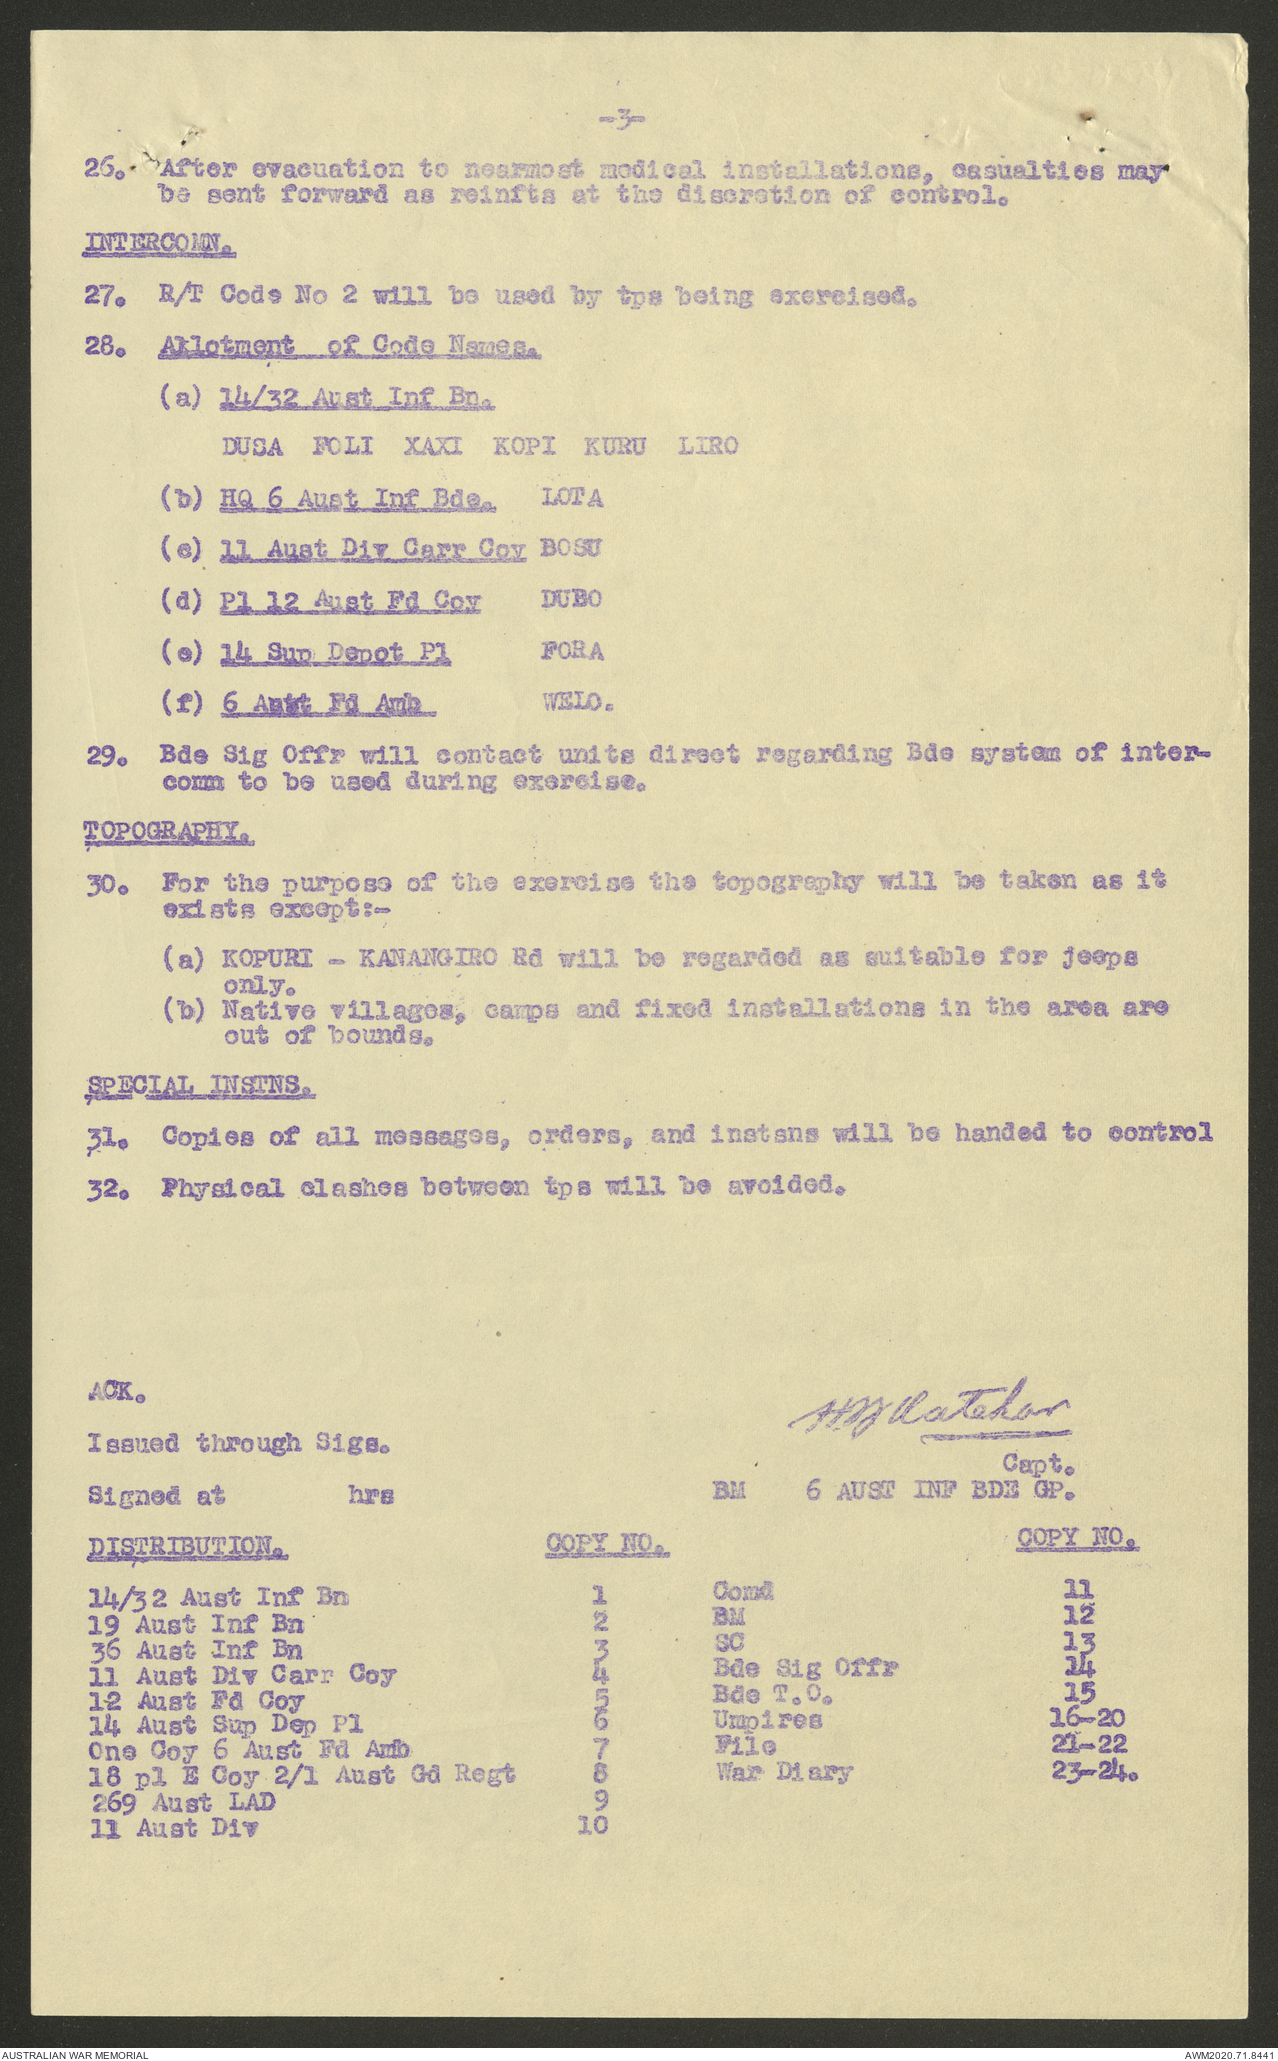 -3-
26. After evacuation to nearmost medical installations, casualties may
be sent forward as reinfts at the discretion of control.
INTERCOMN.
27. R/T Code No 2 will be used by tps being exercised.
28. Allotment of Code Names.
(a) 14/32 Aust Inf Bn.
DUSA FOLI XAXI KOPI KURU LIRO
(b) HQ 6 Aust Inf Bde. LOTA
(c) 11 Aust Div Carr Coy BOSU
(d) Pl 12 Aust Fd Coy DUBO
(e) 14 Sup Depot Pl FORA
(f) 6 Aust Fd Amb WELO.
29. Bde Sig Offr will contact units direct regarding Bde system of inter-
comm to be used during exercise.
TOPOGRAPHY.
30. For the purpose of the exercise the topography will be taken as it
exists except:-
(a) KOPURI - KANANGIRO Rd will be regarded as suitable for jeeps
only.
(b) Native villages, camps and fixed installations in the area are
out of bounds.
SPECIAL INSTNS.
31. Copies of all messages, orders, and instsns will be handed to control
32. Physical clashes between tps will be avoided.
ACK.
Issued through Sigs.
Capt.
Signed at hrs BM 6 AUST INF BDE GP.
DISTRIBUTION. COPY NO. COPY NO.
14/32 Aust Inf Bn 1 Comd 11
19 Aust Inf Bn 2 BM 12
36 Aust Inf Bn 3 SC 13
11 Aust Div Carr Coy 4 Bde Sig Offr 14
12 Aust Fd Coy 5 Bde T.O. 15
14 Aust Sup Dep Pl 6 Umpires 16-20
One Coy 6 Aust Fd Amb 7 File 21-22
18 pl E Coy 2/1 Aust Gd Regt 8 War Diary 23-24.
269 Aust LAD 9
11 Aust Div 10
AUSTRALIAN WAR MEMORIAL AWM2020.71.8441